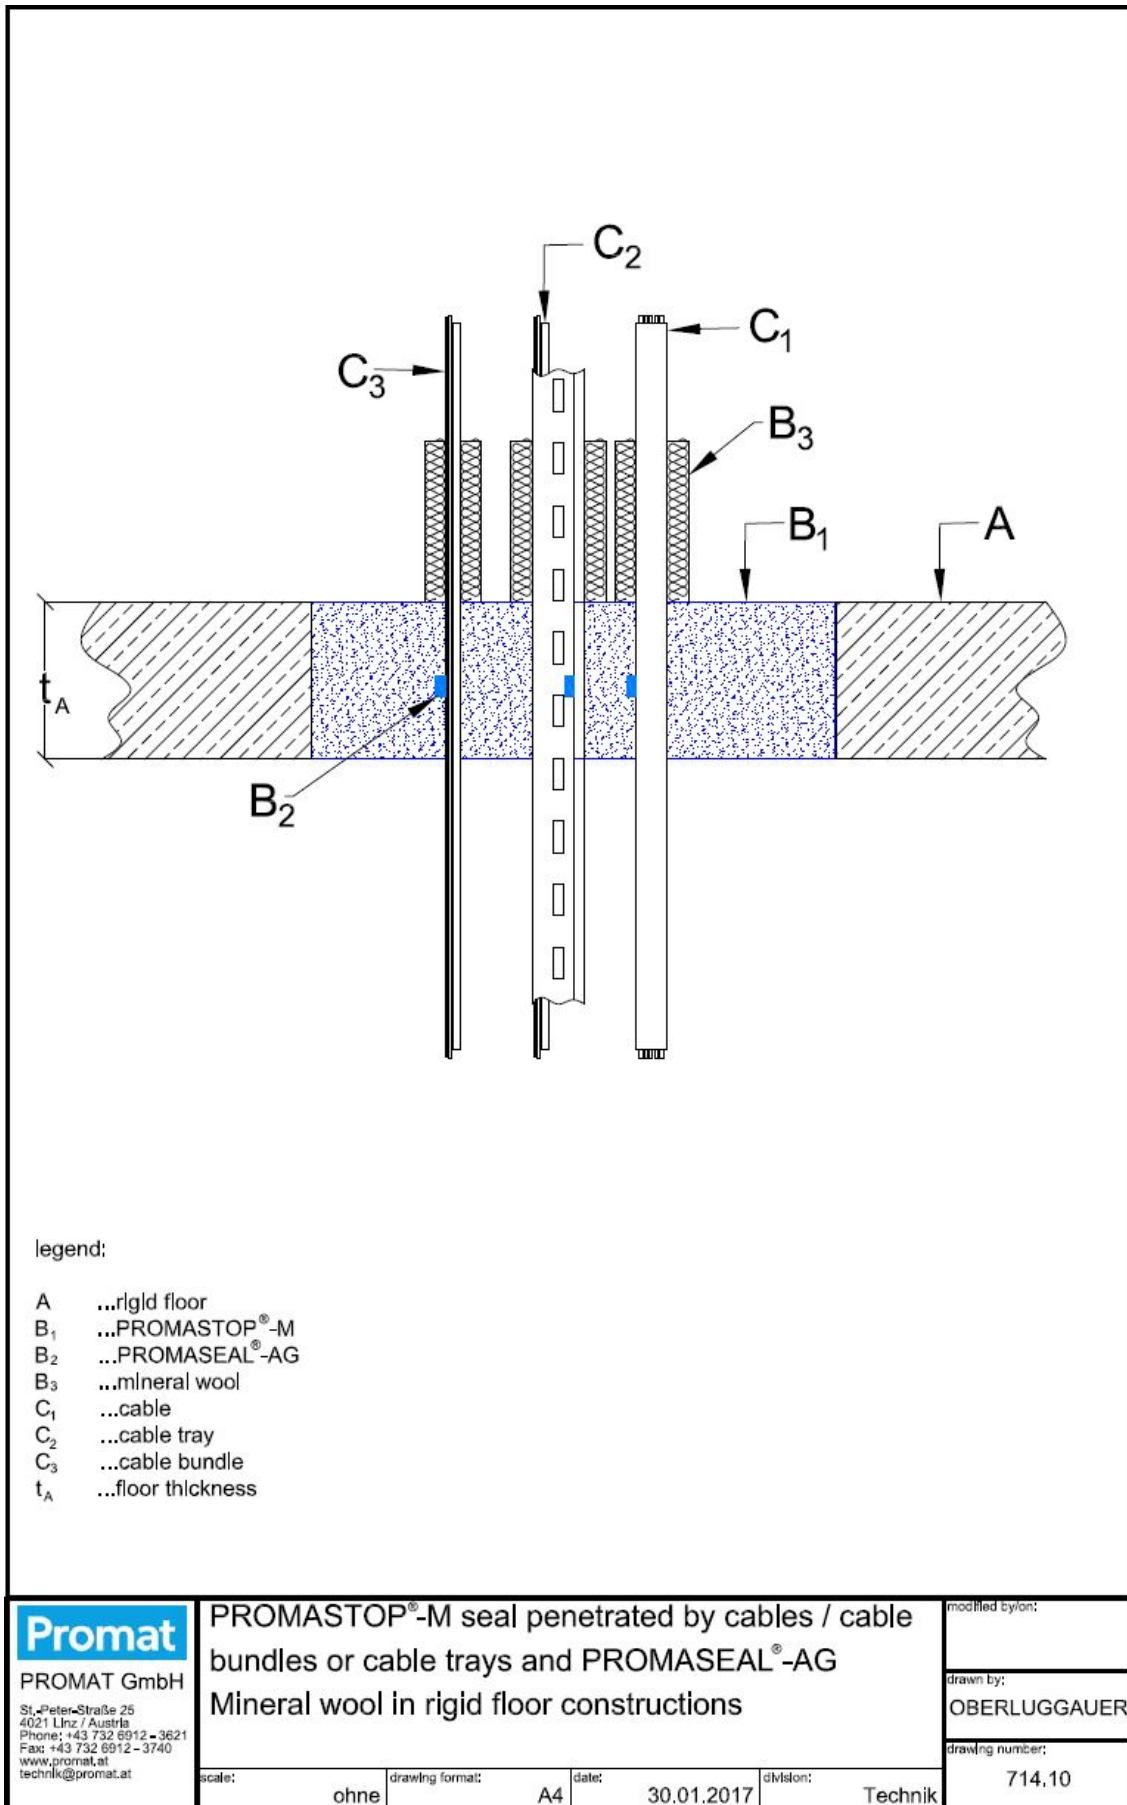 C2
C1
C3
B3
B1
A
tA
B2
legend:
A ...rigid floor
B1 ...PROMASTOP®-M
B2 ...PROMASEAL®-AG
B3 ...mineral wool
C1 ...cable
C2 ...cable tray
C3 ...cable bundle
tA ...floor thickness
Promat
PROMAT GmbH
St.-Peter-Straße 25
4021 Linz / Austria
Phone: +43 732 6912 – 3621
Fax: +43 732 6912 – 3740
www.promat.at
technik@promat.at
PROMASTOP®-M seal penetrated by cables / cable
bundles or cable trays and PROMASEAL®-AG
Mineral wool in rigid floor constructions
scale:
ohne
drawing format:
A4
date:
30.01.2017
division:
Technik
modified by/on:
drawn by:
OBERLUGGAUER
drawing number:
714.10